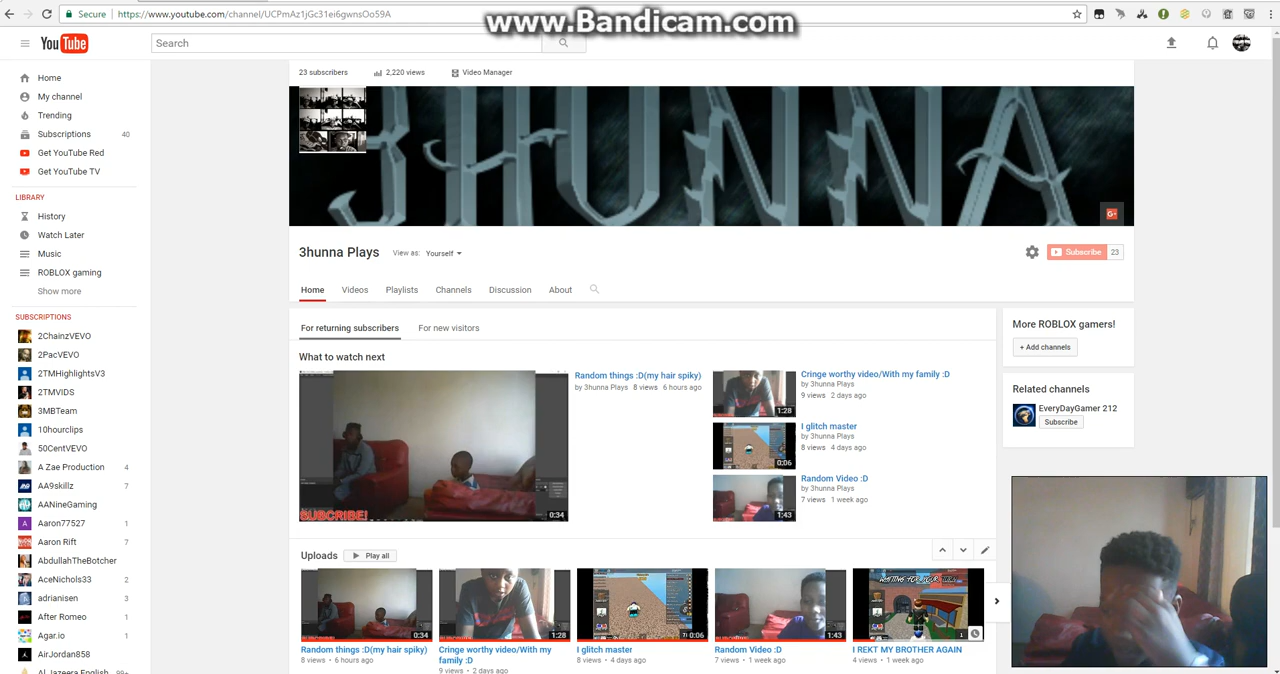 www.Bandicam.com
Secure https://www.youtube.com/channel/UCPmAz1jGc31ei6gwnsOo59A
YouTube
Search
Home
My channel
Trending
Subscriptions 40
Get YouTube Red
Get YouTube TV
LIBRARY
History
Watch Later
Music
ROBLOX gaming
Show more
SUBSCRIPTIONS
2ChainzVEVO
2PacVEVO
2TMHighlightsV3
2TMVIDS
3MBTeam
10hourclips
50CentVEVO
A Zae Production 4
AA9skillz 7
AANineGaming
Aaron77527 1
Aaron Rift 1
AbdullahTheBotcher
AceNichols33 2
adrianisen 3
After Romeo 1
Agar.io 1
AirJordan858
Al Jazeera English 99+
23 subscribers 2,220 views Video Manager
3HUNNA
3hunna Plays View as: Yourself
Subscribe 23
Home Videos Playlists Channels Discussion About
For returning subscribers For new visitors
What to watch next
SUBSCRIBE!
0:34
Random things :D(my hair spiky)
by 3hunna Plays 8 views 6 hours ago
1:28
Cringe worthy video/With my family :D
by 3hunna Plays
9 views 2 days ago
0:06
I glitch master
by 3hunna Plays
8 views 4 days ago
1:43
Random Video :D
by 3hunna Plays
7 views 1 week ago
Uploads Play all
0:34
Random things :D(my hair spiky)
8 views • 6 hours ago
1:28
Cringe worthy video/With my
family :D
9 views • 2 days ago
0:06
I glitch master
8 views • 4 days ago
1:43
Random Video :D
7 views • 1 week ago
WAITING FOR YOUR TURN
I REKT MY BROTHER AGAIN
4 views • 1 week ago
More ROBLOX gamers!
+ Add channels
Related channels
EveryDayGamer 212
Subscribe